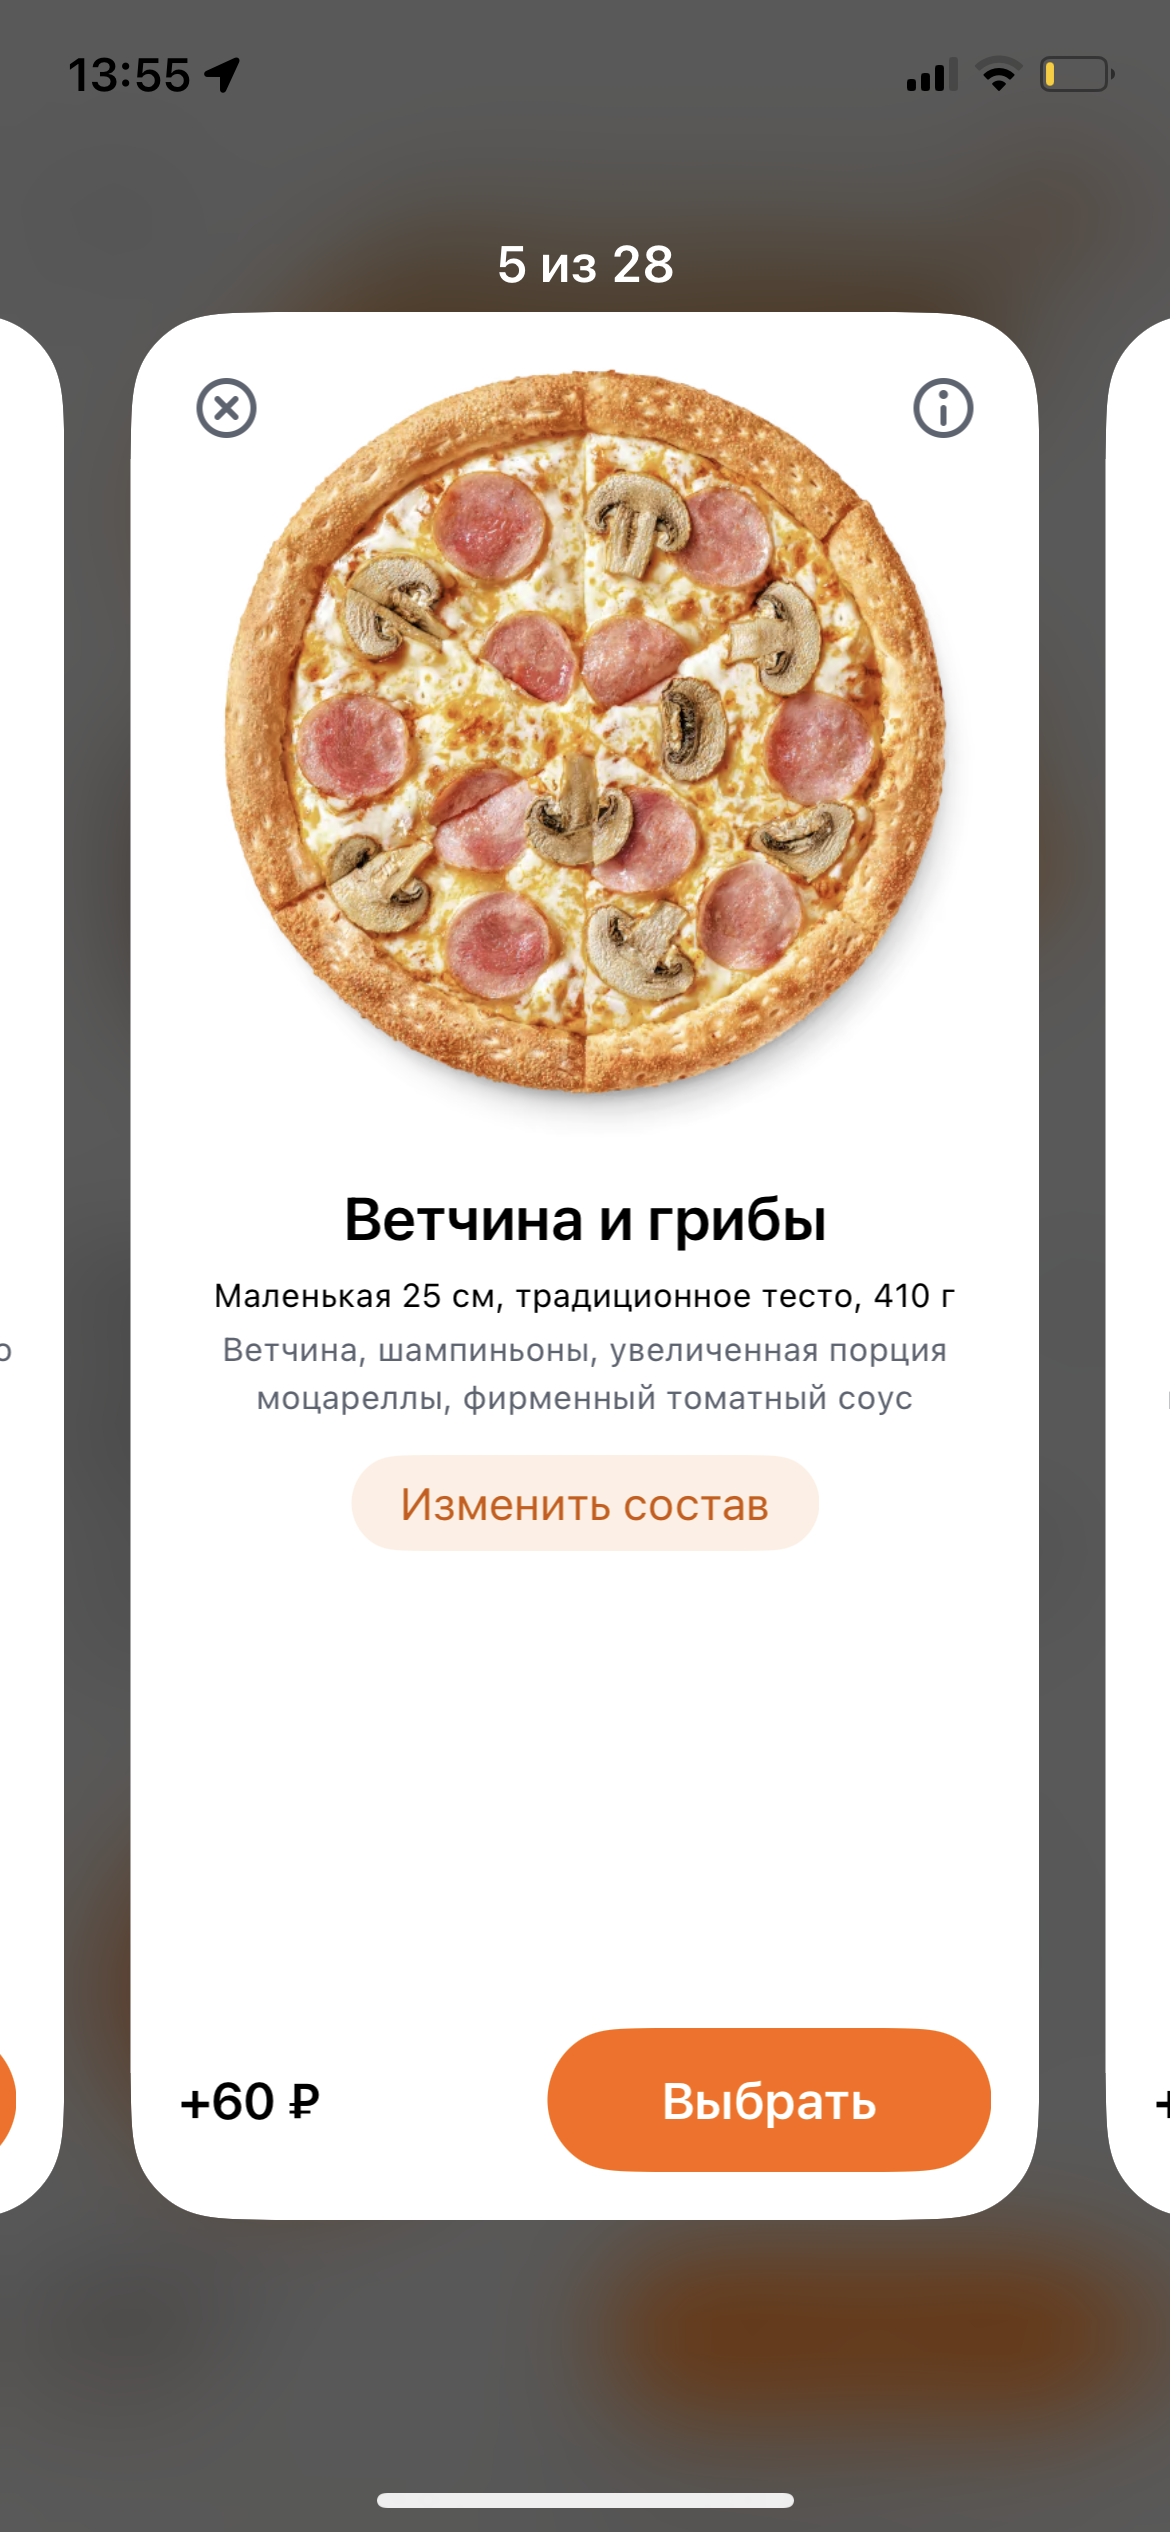 13:55
5 из 28
Ветчина и грибы
Маленькая 25 см, традиционное тесто, 410 г
Ветчина, шампиньоны, увеличенная порция
моцареллы, фирменный томатный соус
Изменить состав
+60 ₽
Выбрать